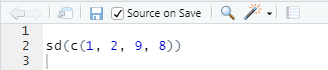 Source on Save
1
2 sd(c(1, 2, 9, 8))
3